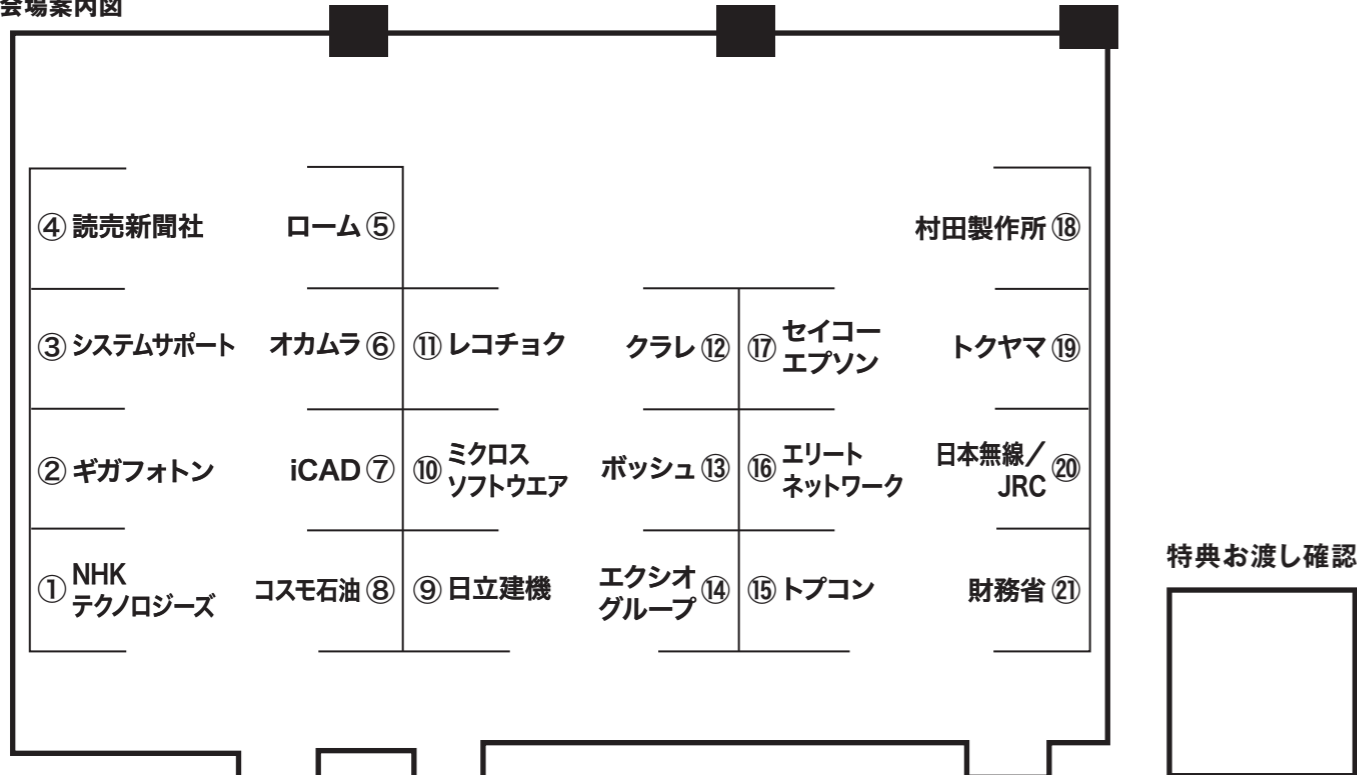 会場案内図
④ 読売新聞社
ローム ⑤
村田製作所 ⑱
③ システムサポート
オカムラ ⑥
⑪ レコチョク
クラレ ⑫
⑰ セイコー
エプソン
トクヤマ ⑲
② ギガフォトン
iCAD ⑦
⑩ ミクロス
ソフトウエア
ボッシュ ⑬
⑯ エリート
ネットワーク
日本無線／
JRC ⑳
① NHK
テクノロジーズ
コスモ石油 ⑧
⑨ 日立建機
エクシオ
グループ ⑭
⑮ トプコン
財務省 ㉑
特典お渡し確認